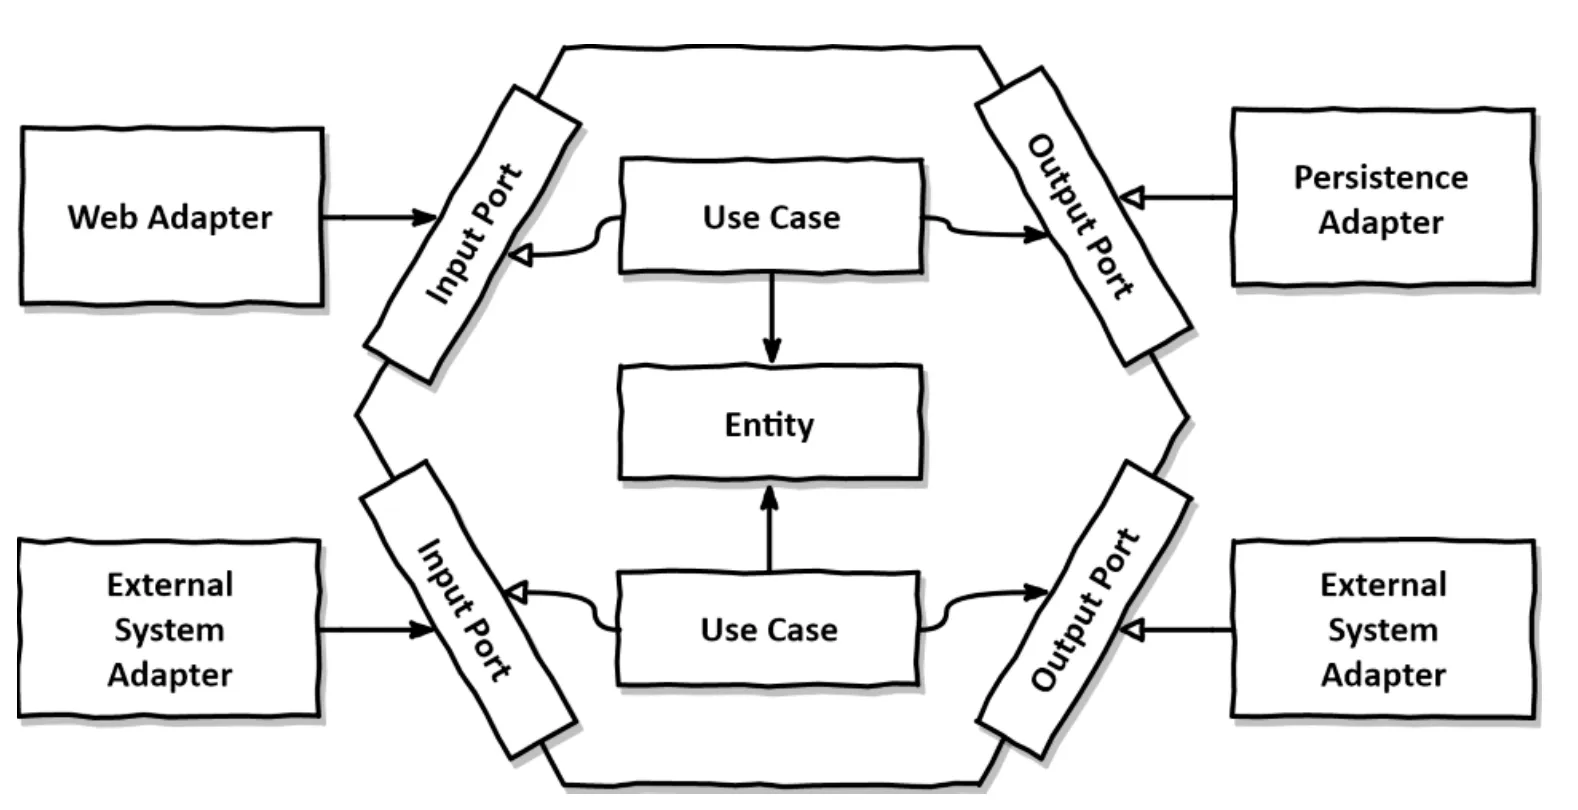 Web Adapter
Input Port
Use Case
Output Port
Persistence
Adapter
Entity
External
System
Adapter
Input Port
Use Case
Output Port
External
System
Adapter